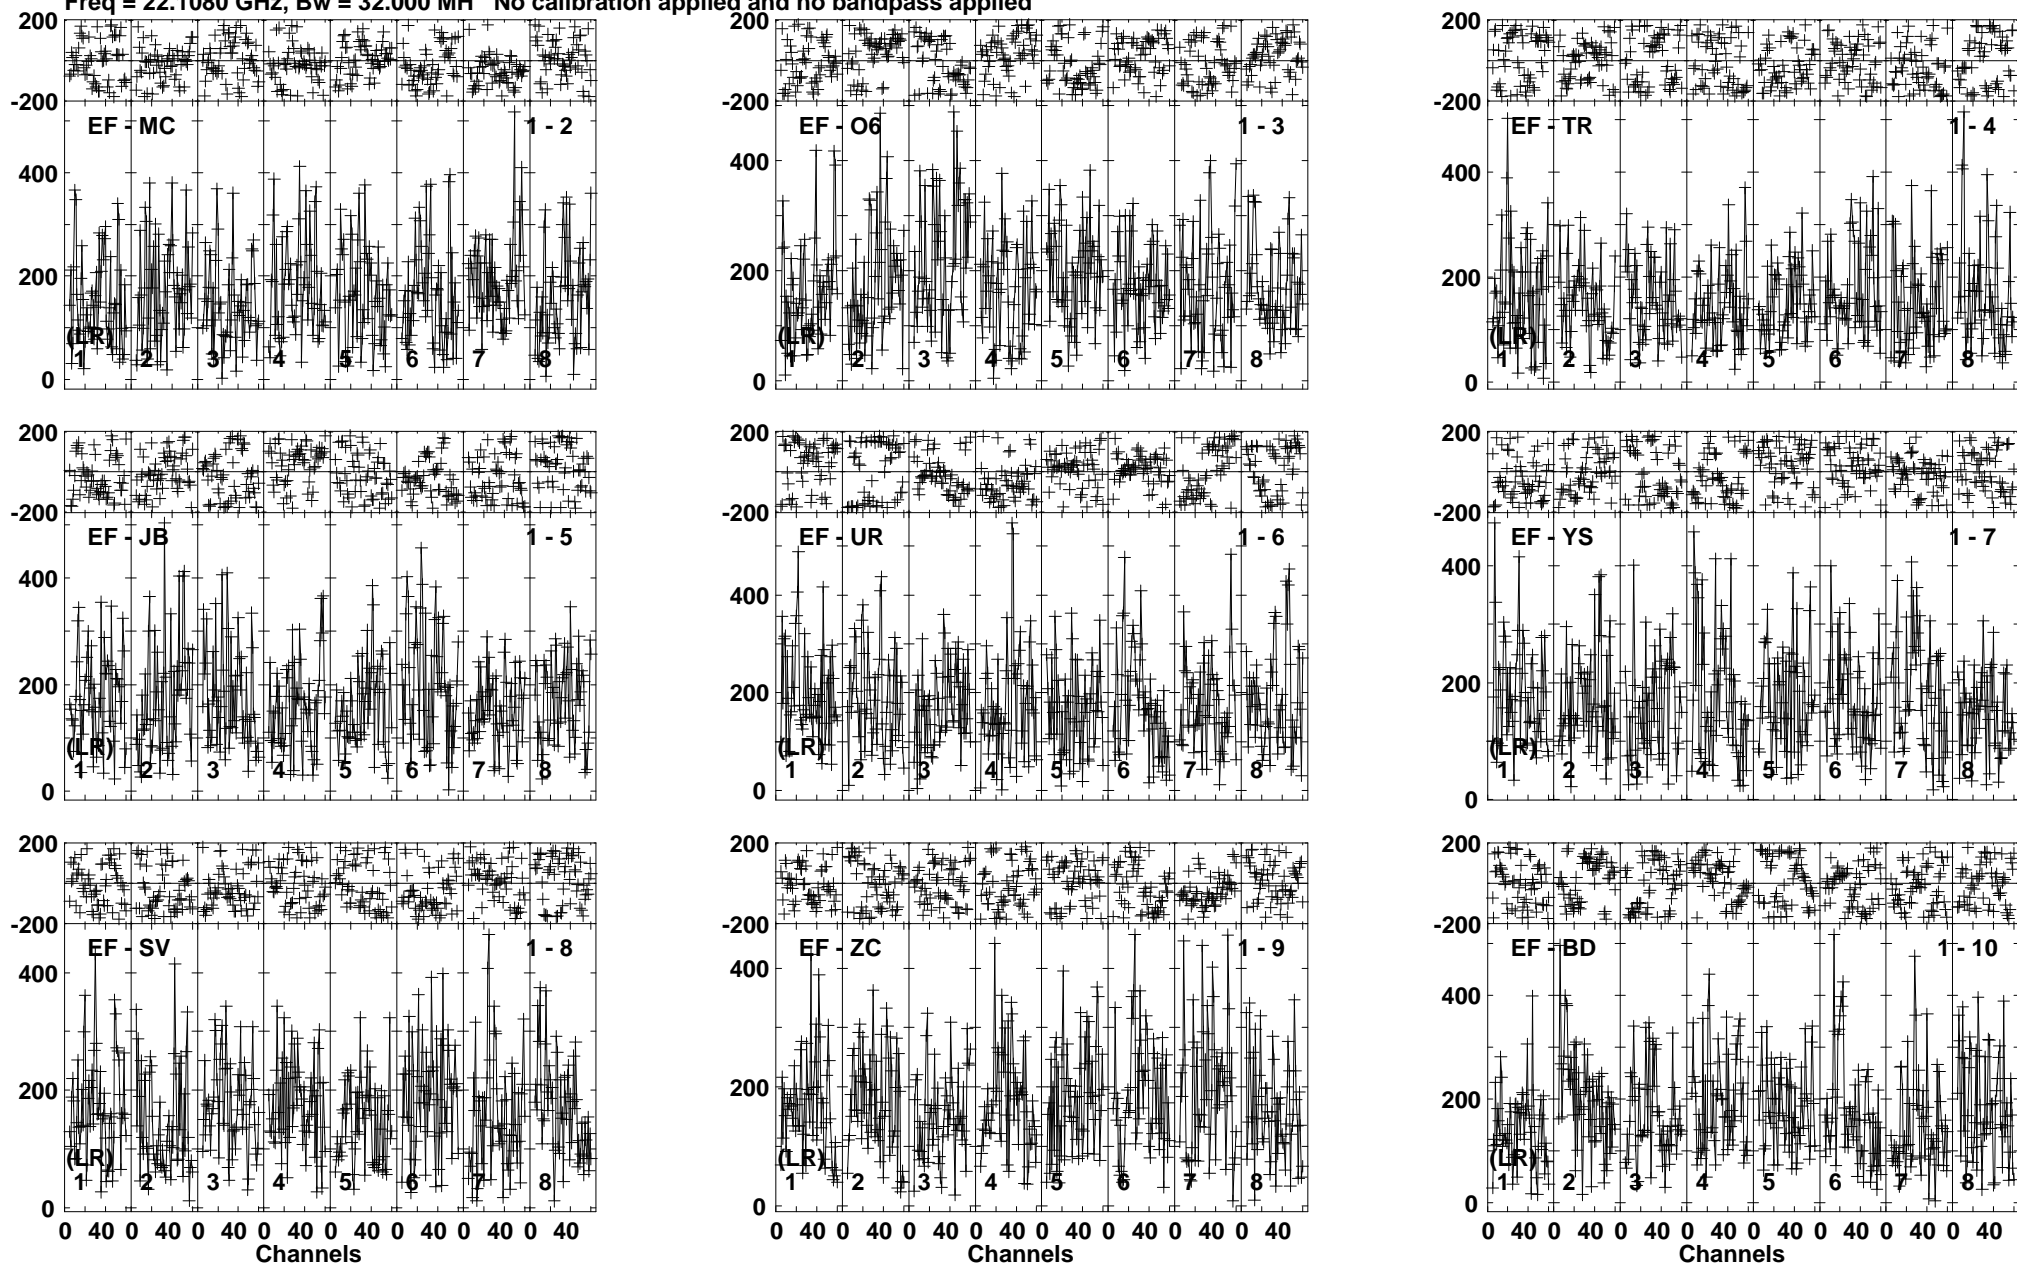 Freq = 22.1080 GHz, Bw = 32.000 MH No calibration applied and no bandpass applied
200 200 200
-200 -200 -200
EF - MC 1 - 2 EF - O6 1 - 3 EF - TR 1 - 4
400 400 400
200 200 200
(LR) (LR) (LR)
1 2 3 4 5 6 7 8 1 2 3 4 5 6 7 8 1 2 3 4 5 6 7 8
0 0 0
200 200 200
-200 -200 -200
EF - JB 1 - 5 EF - UR 1 - 6 EF - YS 1 - 7
400 400 400
200 200 200
(LR) (LR) (LR)
1 2 3 4 5 6 7 8 1 2 3 4 5 6 7 8 1 2 3 4 5 6 7 8
0 0 0
200 200 200
-200 -200 -200
EF - SV 1 - 8 EF - ZC 1 - 9 EF - BD 1 - 10
400 400 400
200 200 200
(LR) (LR) (LR)
1 2 3 4 5 6 7 8 1 2 3 4 5 6 7 8 1 2 3 4 5 6 7 8
0 0 0
0 40 0 40 0 40 0 40 0 40 0 40 0 40 0 40 0 40 0 40 0 40 0 40 0 40 0 40 0 40 0 40 0 40 0 40 0 40 0 40 0 40 0 40 0 40 0 40
Channels Channels Channels